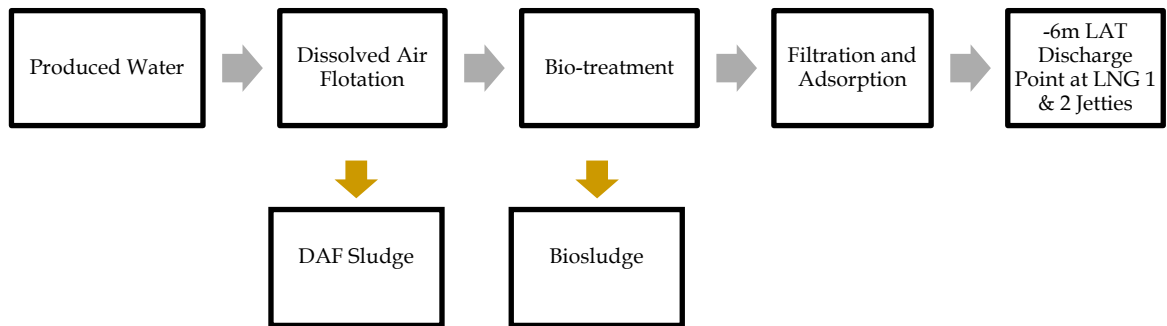 Produced Water
Dissolved Air
Flotation
Bio-treatment
Filtration and
Adsorption
-6m LAT
Discharge
Point at LNG 1
& 2 Jetties
DAF Sludge
Biosludge